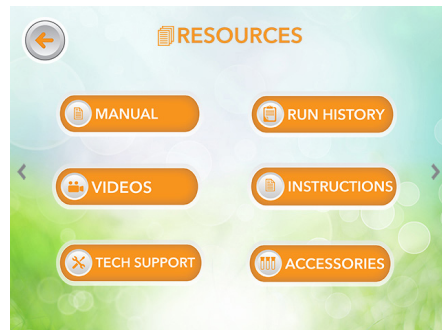 RESOURCES
MANUAL
RUN HISTORY
VIDEOS
INSTRUCTIONS
TECH SUPPORT
ACCESSORIES